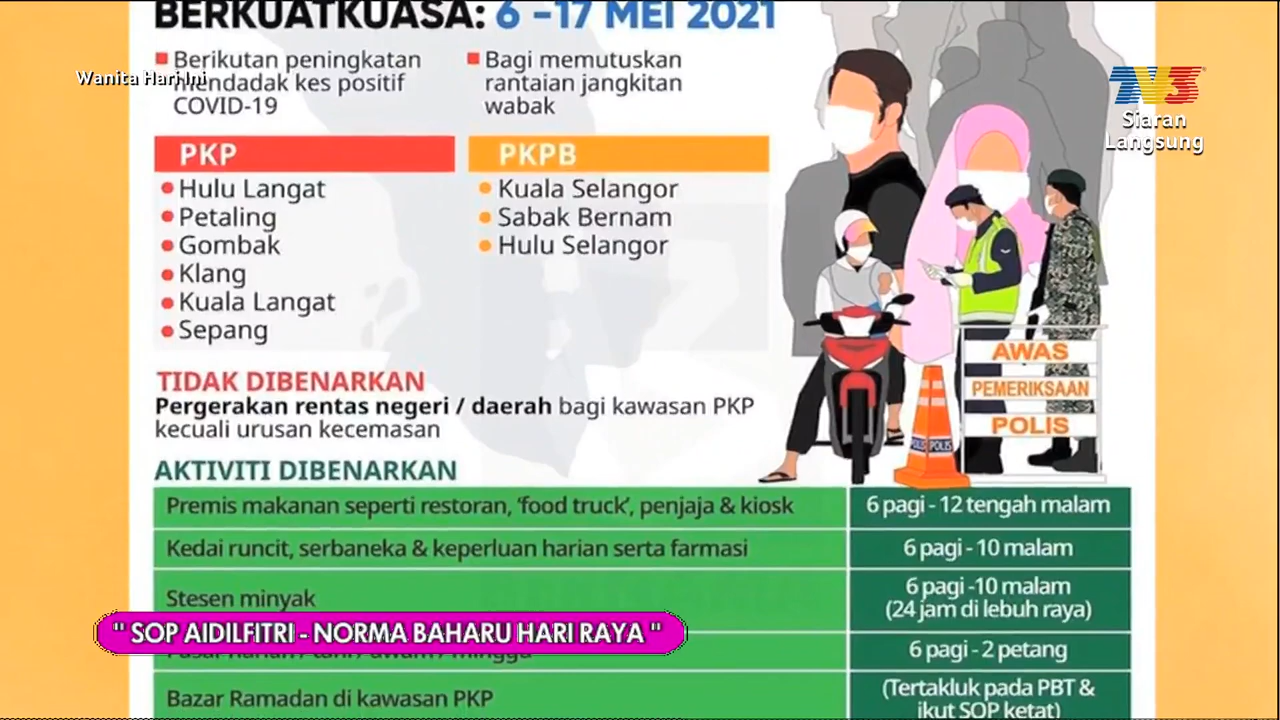 BERKUATKUASA: 6 –17 MEI 2021
Berikutan peningkatan
mendadak kes positif
COVID-19
Bagi memutuskan
rantaian jangkitan
wabak
Wanita Hari Ini
TV3
Siaran
Langsung
PKP
Hulu Langat
Petaling
Gombak
Klang
Kuala Langat
Sepang
PKPB
Kuala Selangor
Sabak Bernam
Hulu Selangor
AWAS
PEMERIKSAAN
POLIS
POLIS POLIS
TIDAK DIBENARKAN
Pergerakan rentas negeri / daerah bagi kawasan PKP
kecuali urusan kecemasan
AKTIVITI DIBENARKAN
Premis makanan seperti restoran, 'food truck', penjaja & kiosk
6 pagi - 12 tengah malam
Kedai runcit, serbaneka & keperluan harian serta farmasi
6 pagi - 10 malam
Stesen minyak
6 pagi -10 malam
(24 jam di lebuh raya)
" SOP AIDILFITRI - NORMA BAHARU HARI RAYA "
6 pagi - 2 petang
Bazar Ramadan di kawasan PKP
(Tertakluk pada PBT &
ikut SOP ketat)